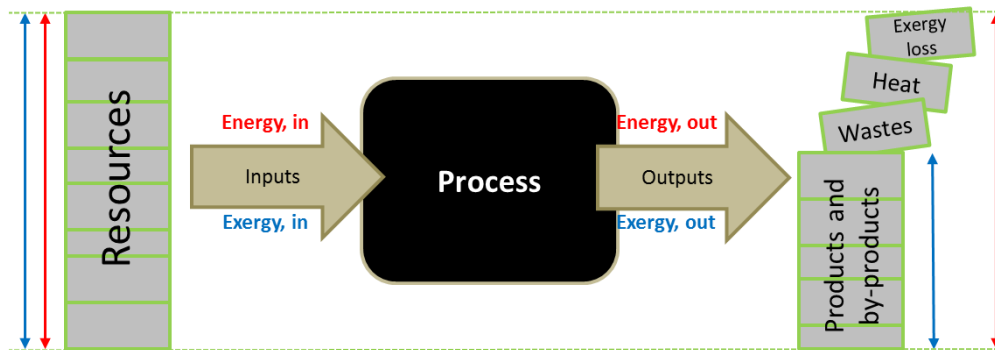 Resources
Energy, in
Inputs
Exergy, in
Process
Energy, out
Outputs
Exergy, out
Exergy
loss
Heat
Wastes
Products and
by-products